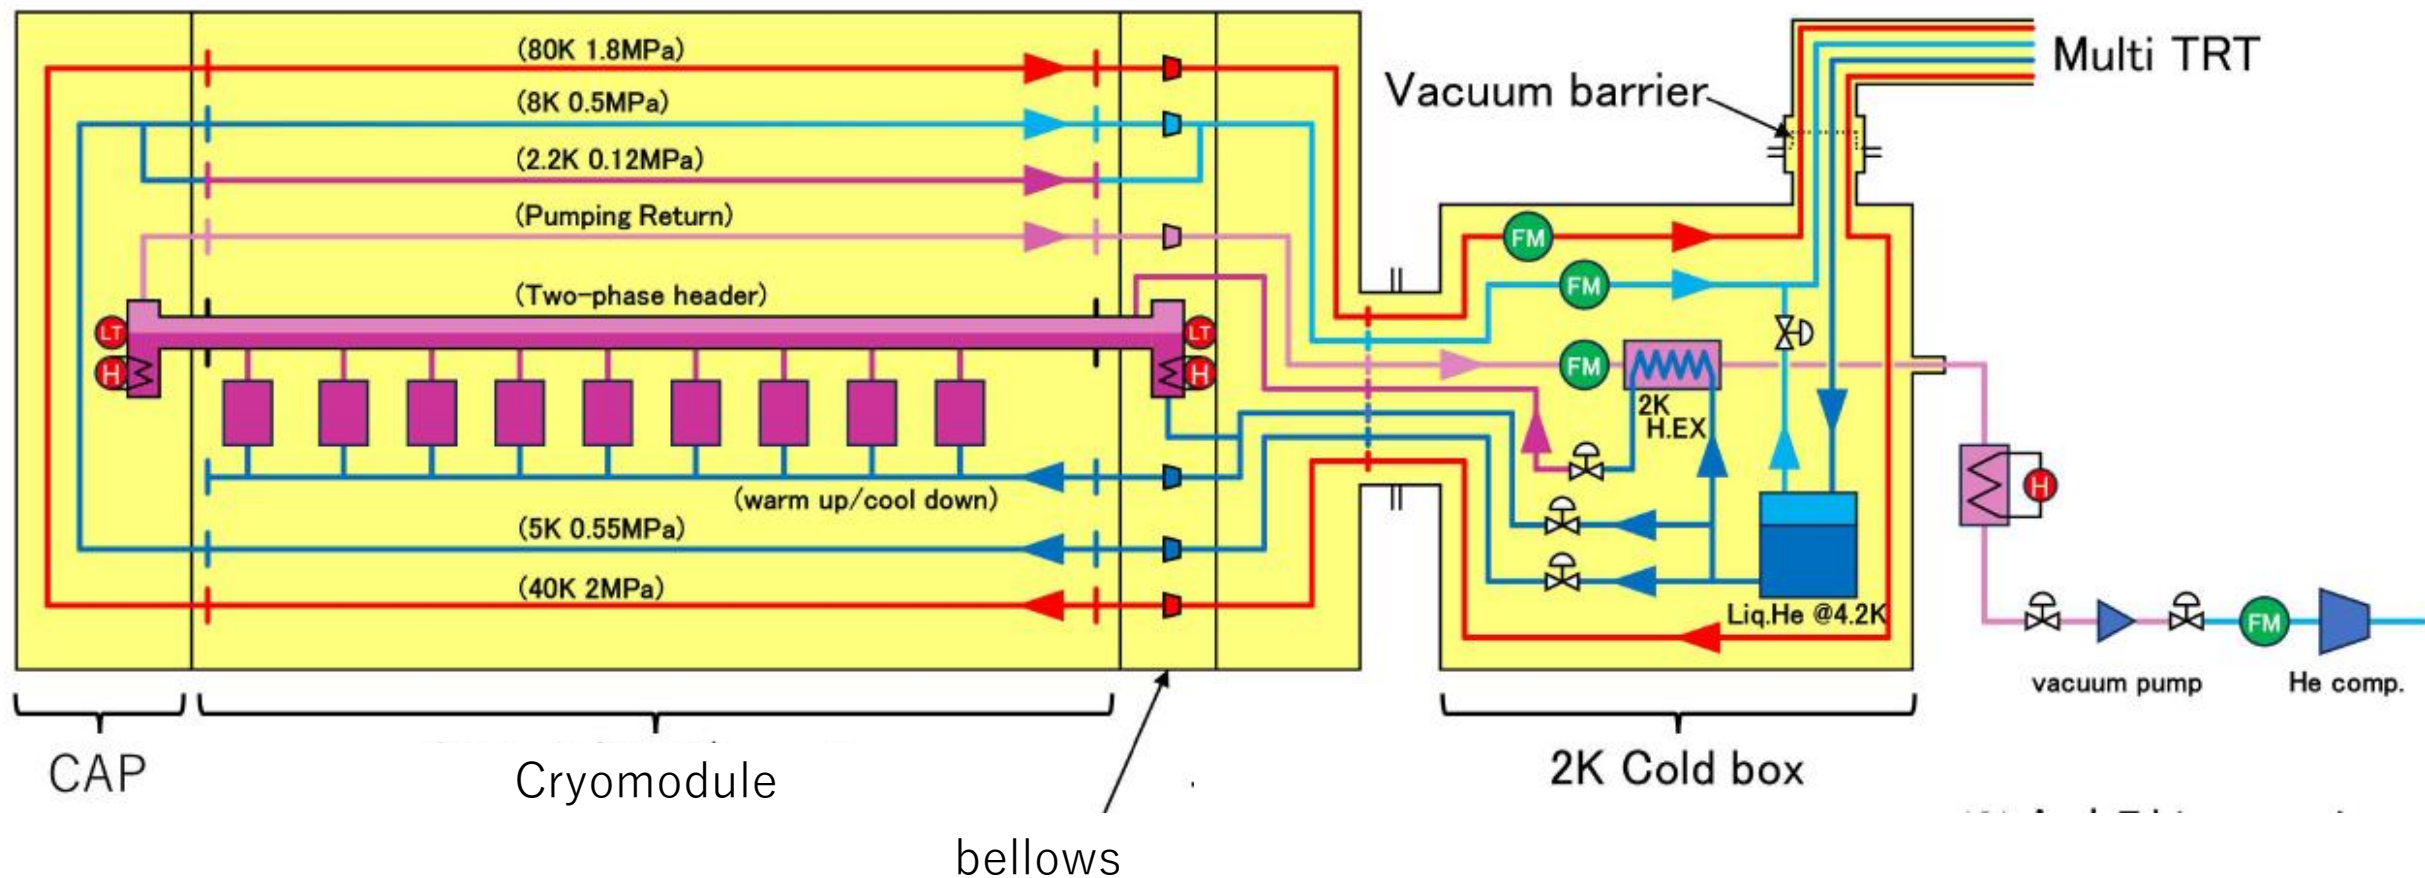 (80K 1.8MPa)
(8K 0.5MPa)
(2.2K 0.12MPa)
(Pumping Return)
(Two-phase header)
LT
H
LT
H
(warm up/cool down)
(5K 0.55MPa)
(40K 2MPa)
Vacuum barrier
Multi TRT
FM
FM
FM
2K
H.EX
Liq.He @4.2K
H
FM
vacuum pump
He comp.
CAP
Cryomodule
2K Cold box
bellows